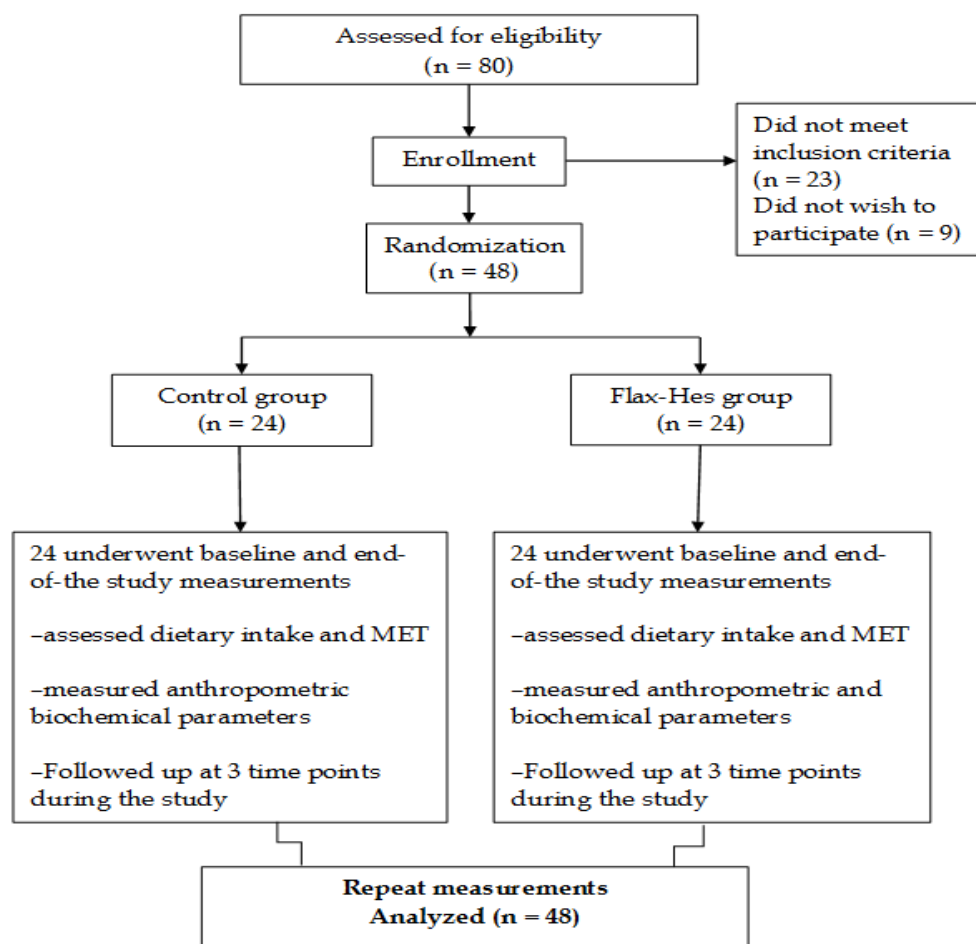 Assessed for eligibility
(n = 80)
Enrollment
Did not meet
inclusion criteria
(n = 23)
Did not wish to
participate (n = 9)
Randomization
(n = 48)
Control group
(n = 24)
Flax-Hes group
(n = 24)
24 underwent baseline and end-
of-the study measurements
–assessed dietary intake and MET
–measured anthropometric
biochemical parameters
–Followed up at 3 time points
during the study
24 underwent baseline and end-
of-the study measurements
–assessed dietary intake and MET
–measured anthropometric and
biochemical parameters
–Followed up at 3 time points
during the study
Repeat measurements
Analyzed (n = 48)